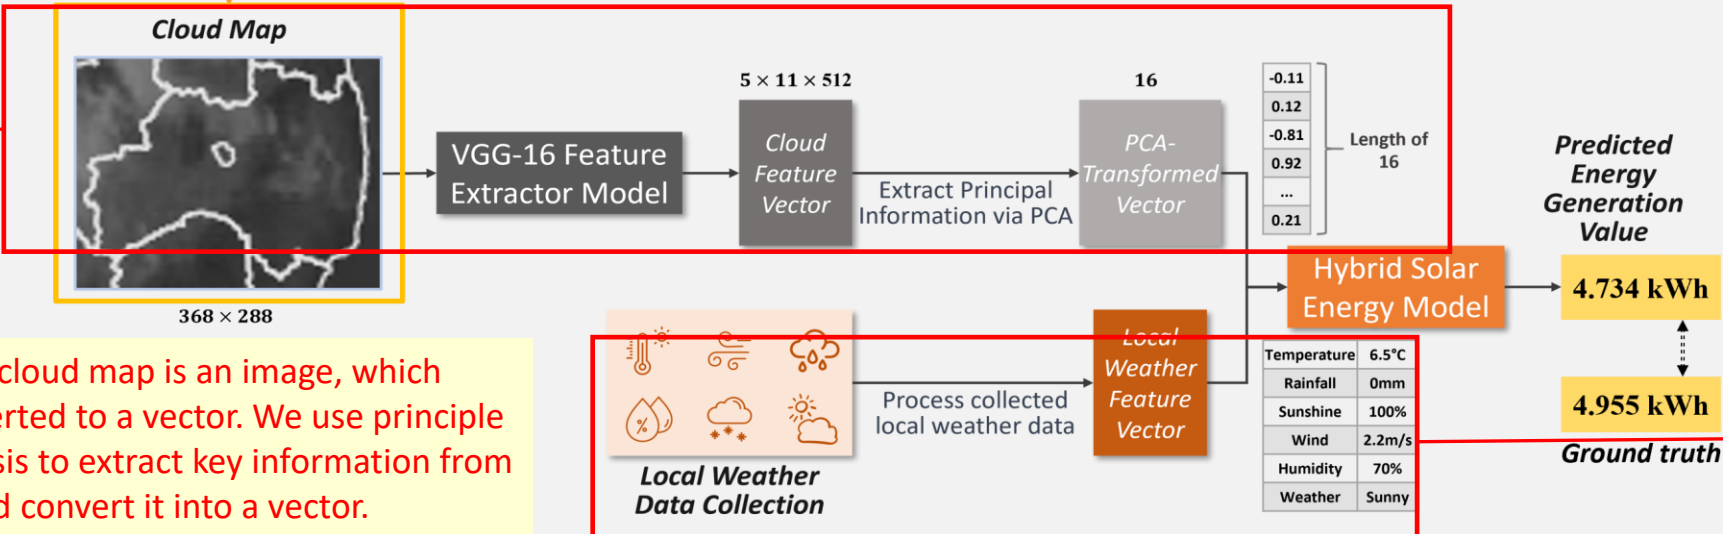 Cloud Map
368 × 288
VGG-16 Feature
Extractor Model
5 × 11 × 512
Cloud
Feature
Vector
Extract Principal
Information via PCA
16
PCA-
Transformed
Vector
-0.11
0.12
-0.81
0.92
...
0.21
Length of
16
Hybrid Solar
Energy Model
Predicted
Energy
Generation
Value
4.734 kWh
4.955 kWh
Ground truth
cloud map is an image, which
erted to a vector. We use principle
sis to extract key information from
d convert it into a vector.
%
Local Weather
Data Collection
Process collected
local weather data
Local
Weather
Feature
Vector
Temperature 6.5°C
Rainfall 0mm
Sunshine 100%
Wind 2.2m/s
Humidity 70%
Weather Sunny